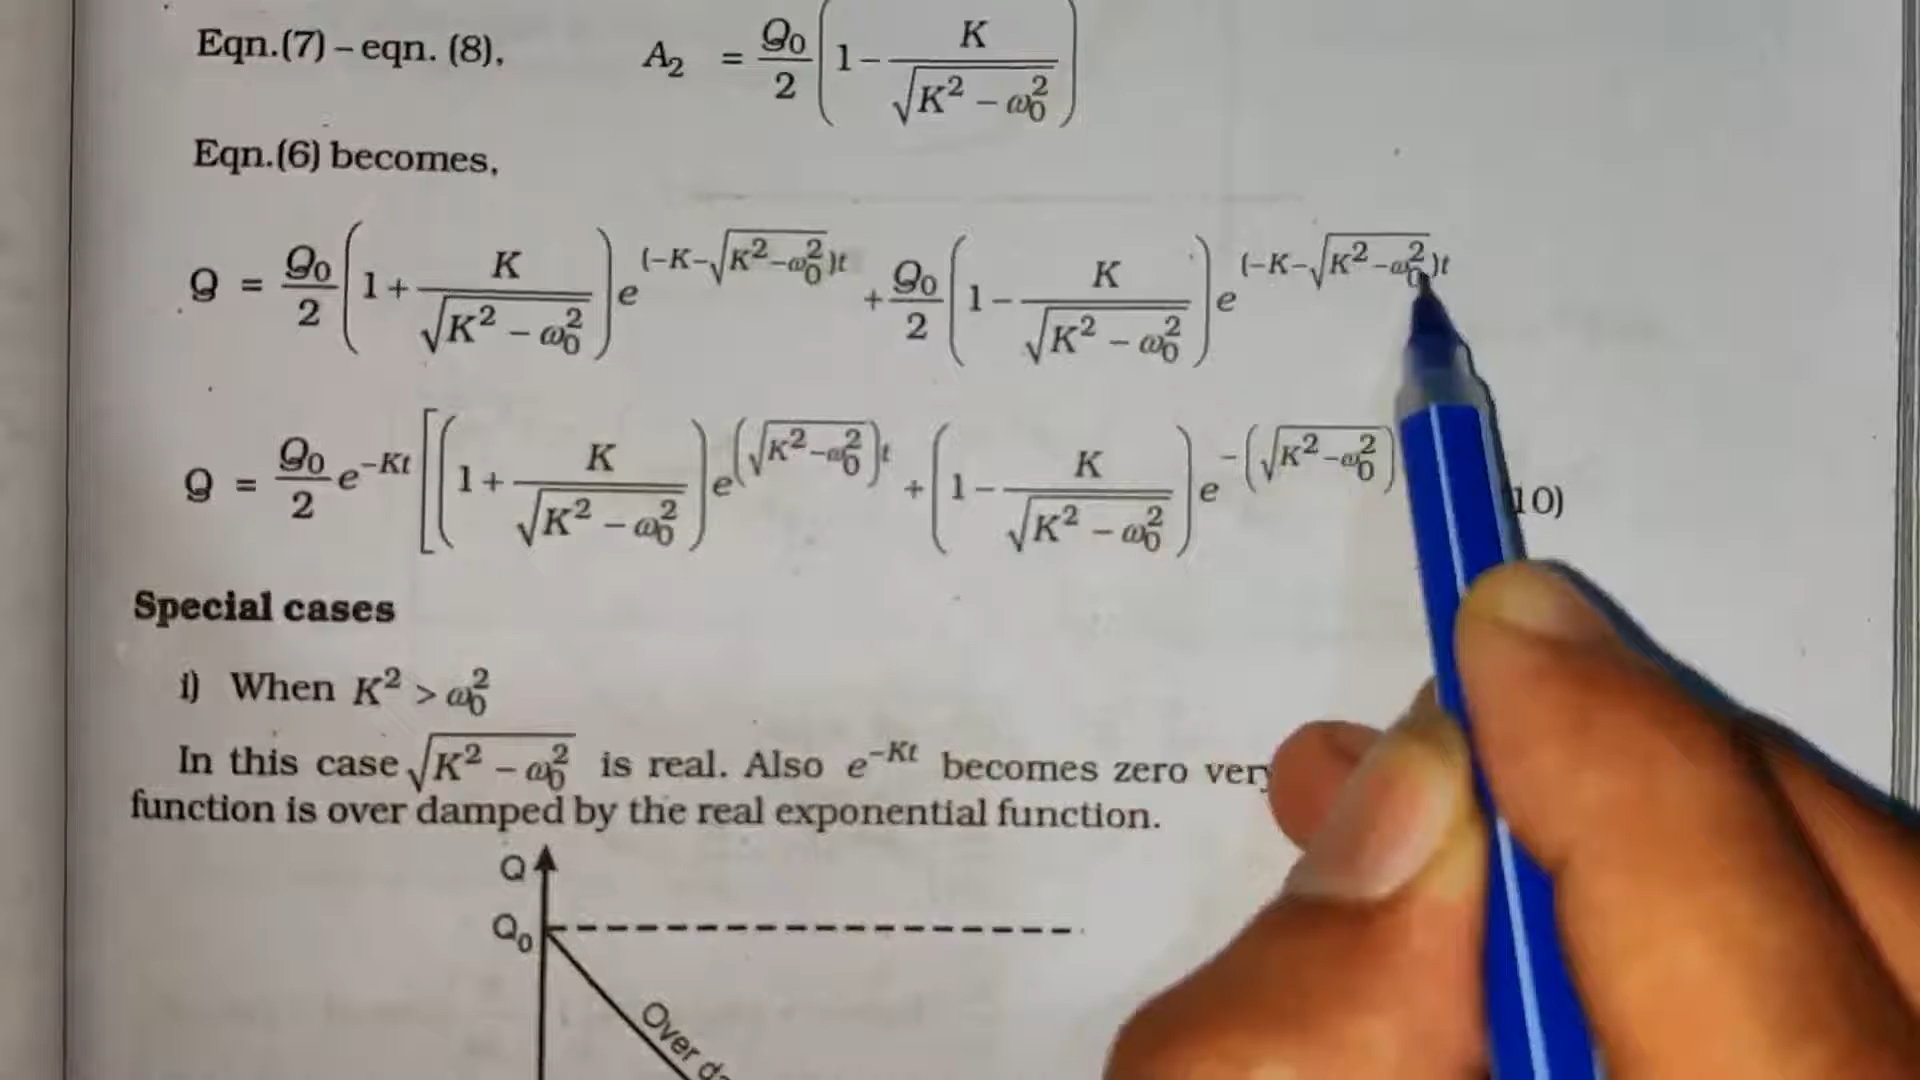 Eqn.(7) – eqn. (8), A₂ = Q₀/2 (1 − K/√(K² − ω₀²))
Eqn.(6) becomes,
Q = Q₀/2 (1 + K/√(K² − ω₀²)) e^(−K−√(K²−ω₀²))t + Q₀/2 (1 − K/√(K² − ω₀²)) e^(−K−√(K²−ω₀²))t
Q = Q₀/2 e^−Kt [(1 + K/√(K² − ω₀²)) e^(√(K²−ω₀²))t + (1 − K/√(K² − ω₀²)) e^−(√(K²−ω₀²)) 10)
Special cases
i) When K² > ω₀²
In this case √(K² − ω₀²) is real. Also e^−Kt becomes zero
function is over damped by the real exponential function.
Q
Q₀
Over